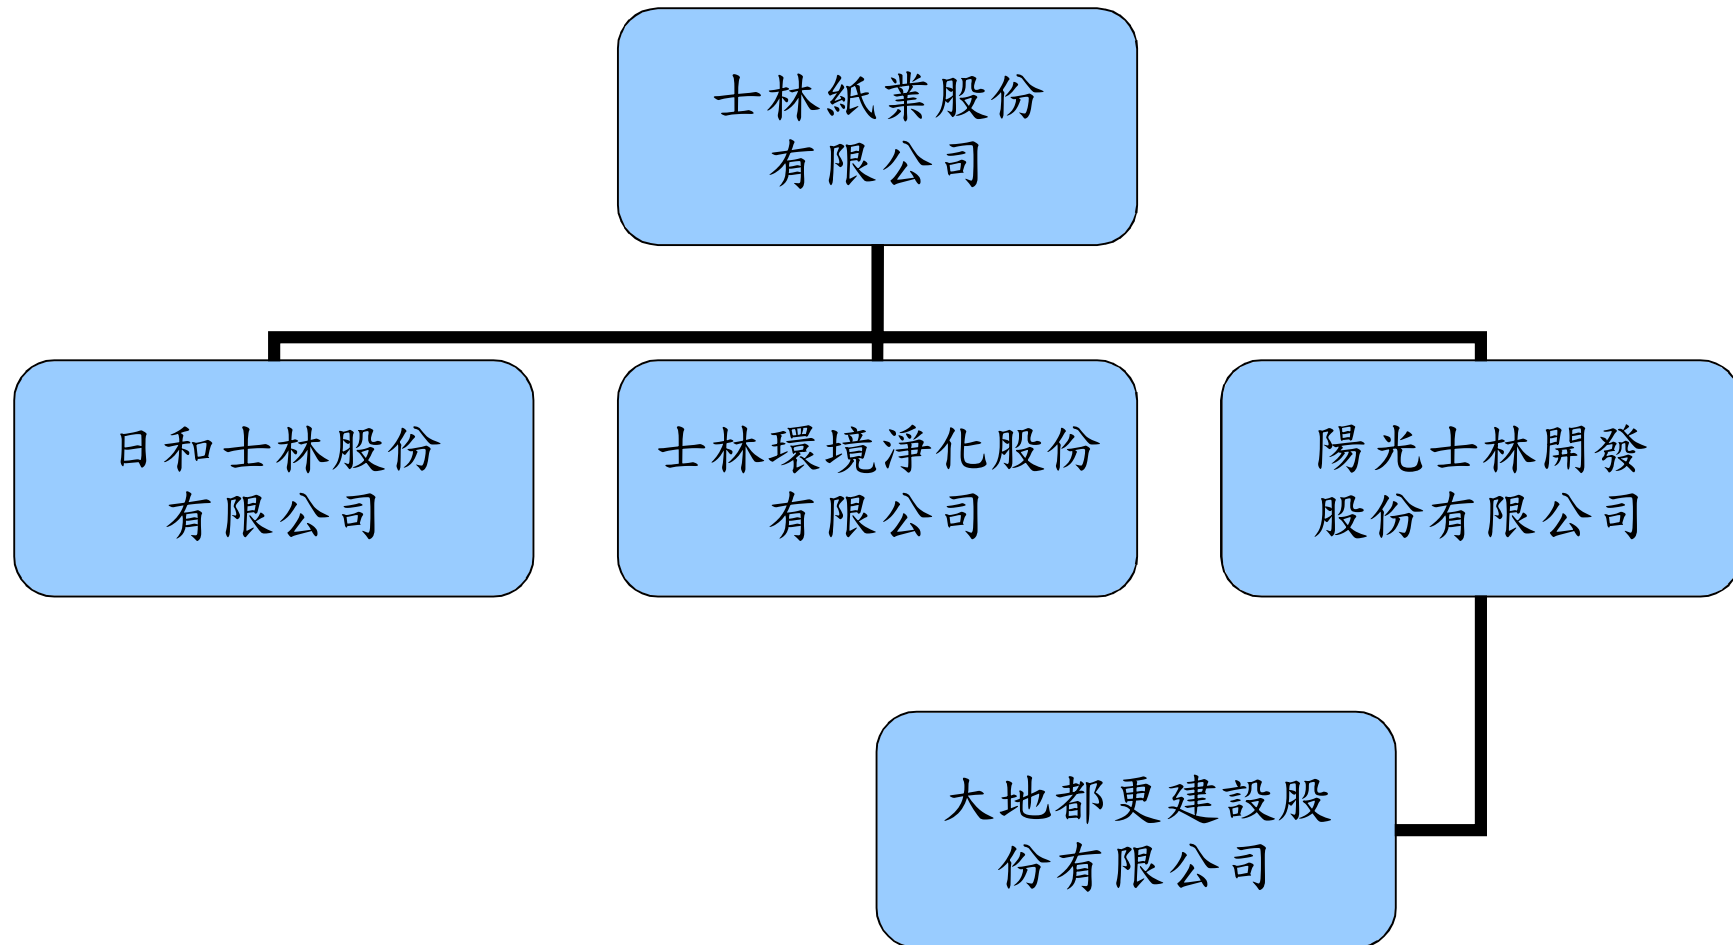 士林紙業股份
有限公司
日和士林股份
有限公司
士林環境淨化股份
有限公司
陽光士林開發
股份有限公司
大地都更建設股
份有限公司